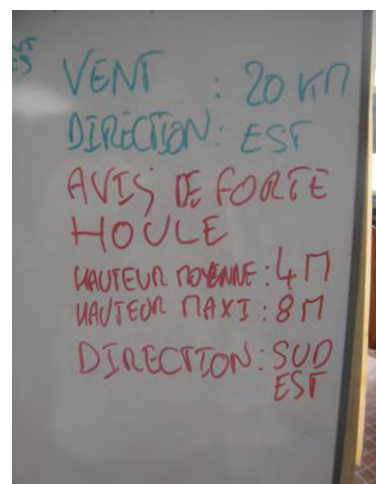 VENT : 20 KM
DIRECTION: EST
AVIS DE FORTE
HOULE
HAUTEUR MOYENNE: 4 M
HAUTEUR MAXI: 8 M
DIRECTION: SUD
EST